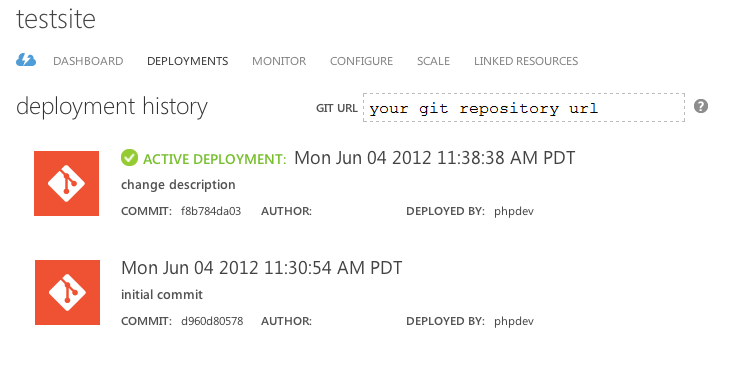 testsite
DASHBOARD DEPLOYMENTS MONITOR CONFIGURE SCALE LINKED RESOURCES
deployment history GIT URL your git repository url ?
ACTIVE DEPLOYMENT: Mon Jun 04 2012 11:38:38 AM PDT
change description
COMMIT: f8b784da03 AUTHOR: DEPLOYED BY: phpdev
Mon Jun 04 2012 11:30:54 AM PDT
initial commit
COMMIT: d960d80578 AUTHOR: DEPLOYED BY: phpdev